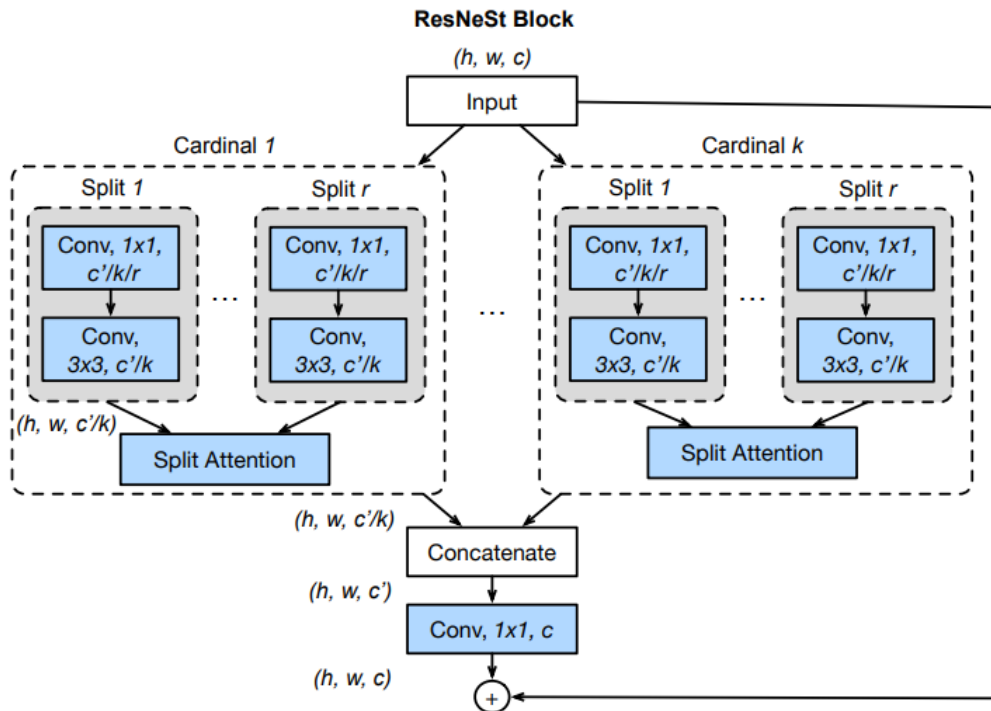 ResNeSt Block
(h, w, c)
Input
Cardinal 1
Cardinal k
Split 1
Split r
Split 1
Split r
Conv, 1x1,
c'/k/r
Conv, 1x1,
c'/k/r
Conv, 1x1,
c'/k/r
Conv, 1x1,
c'/k/r
...
...
...
Conv,
3x3, c'/k
Conv,
3x3, c'/k
Conv,
3x3, c'/k
Conv,
3x3, c'/k
(h, w, c'/k)
Split Attention
Split Attention
(h, w, c'/k)
Concatenate
(h, w, c')
Conv, 1x1, c
(h, w, c)
+